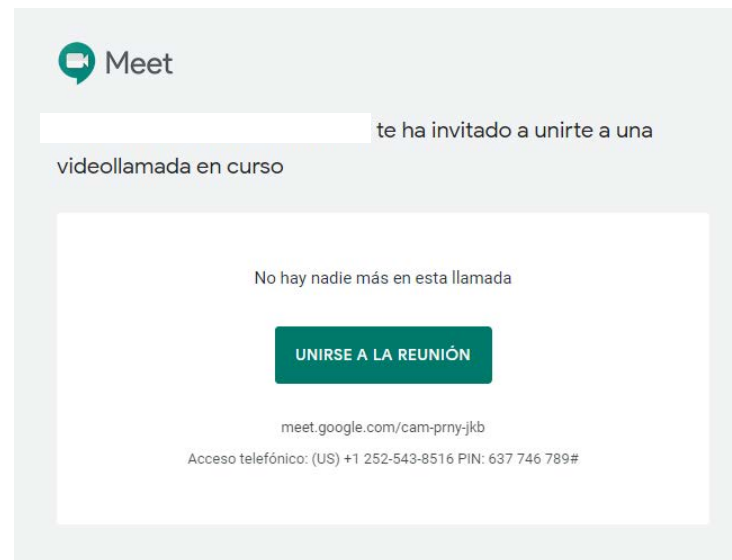 Meet
te ha invitado a unirte a una
videollamada en curso
No hay nadie más en esta llamada
UNIRSE A LA REUNIÓN
meet.google.com/cam-prny-jkb
Acceso telefónico: (US) +1 252-543-8516 PIN: 637 746 789#